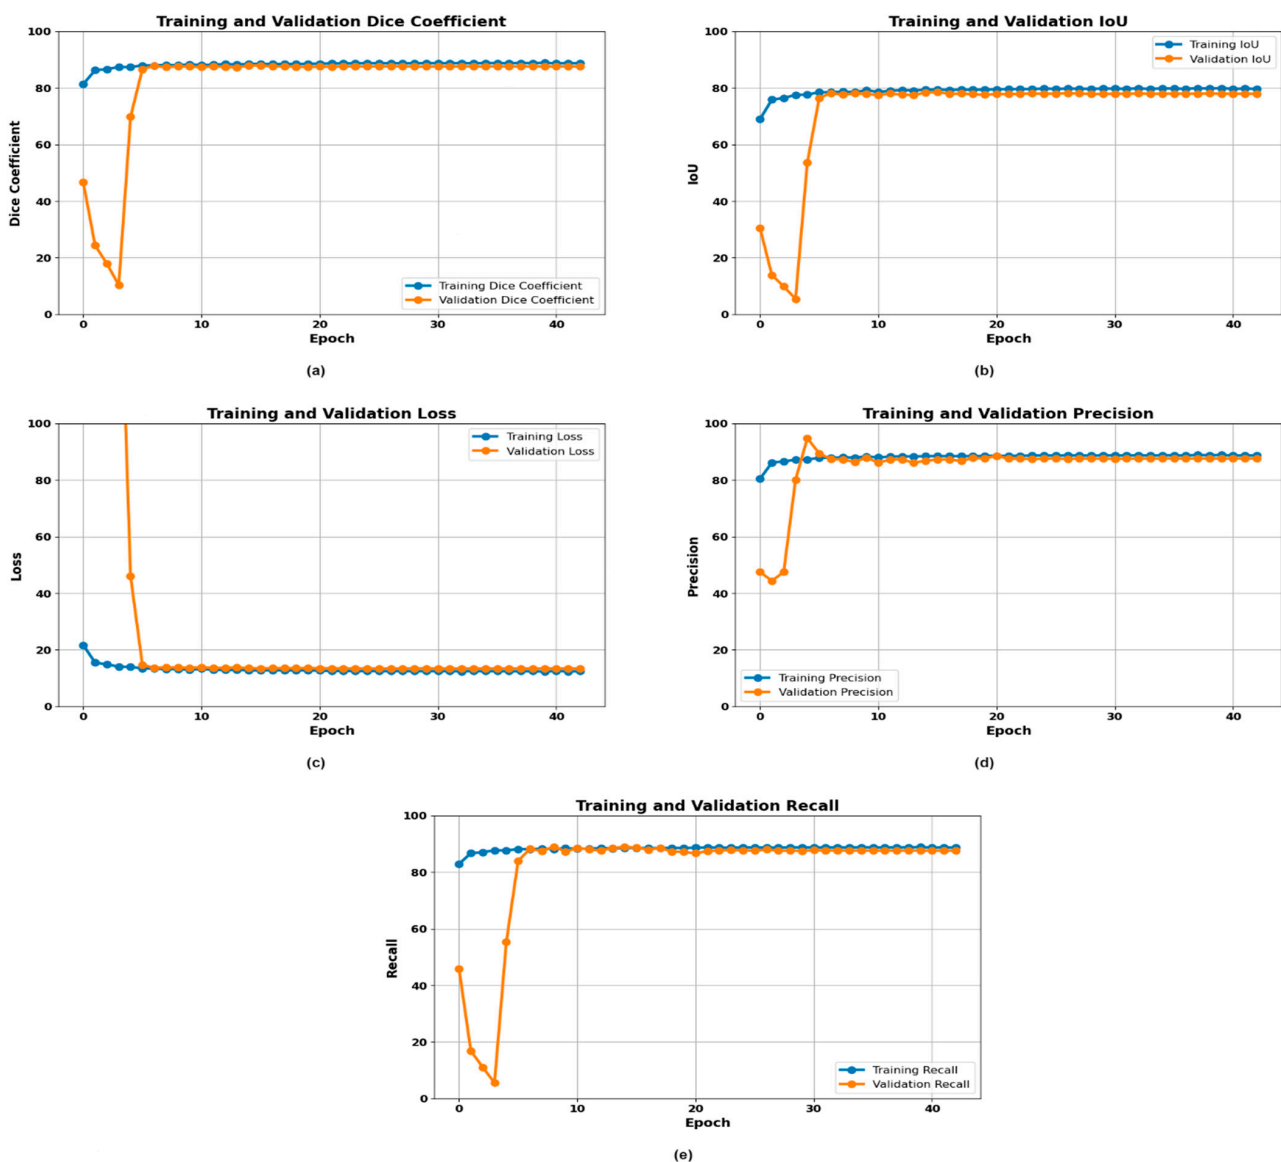 Training and Validation Dice Coefficient
100
80
60
40
20
0
Dice Coefficient
Training Dice Coefficient
Validation Dice Coefficient
0 10 20 30 40
Epoch
(a)
Training and Validation IoU
100
80
60
40
20
0
IoU
Training IoU
Validation IoU
0 10 20 30 40
Epoch
(b)
Training and Validation Loss
100
80
60
40
20
0
Loss
Training Loss
Validation Loss
0 10 20 30 40
Epoch
(c)
Training and Validation Precision
100
80
60
40
20
0
Precision
Training Precision
Validation Precision
0 10 20 30 40
Epoch
(d)
Training and Validation Recall
100
80
60
40
20
0
Recall
Training Recall
Validation Recall
0 10 20 30 40
Epoch
(e)